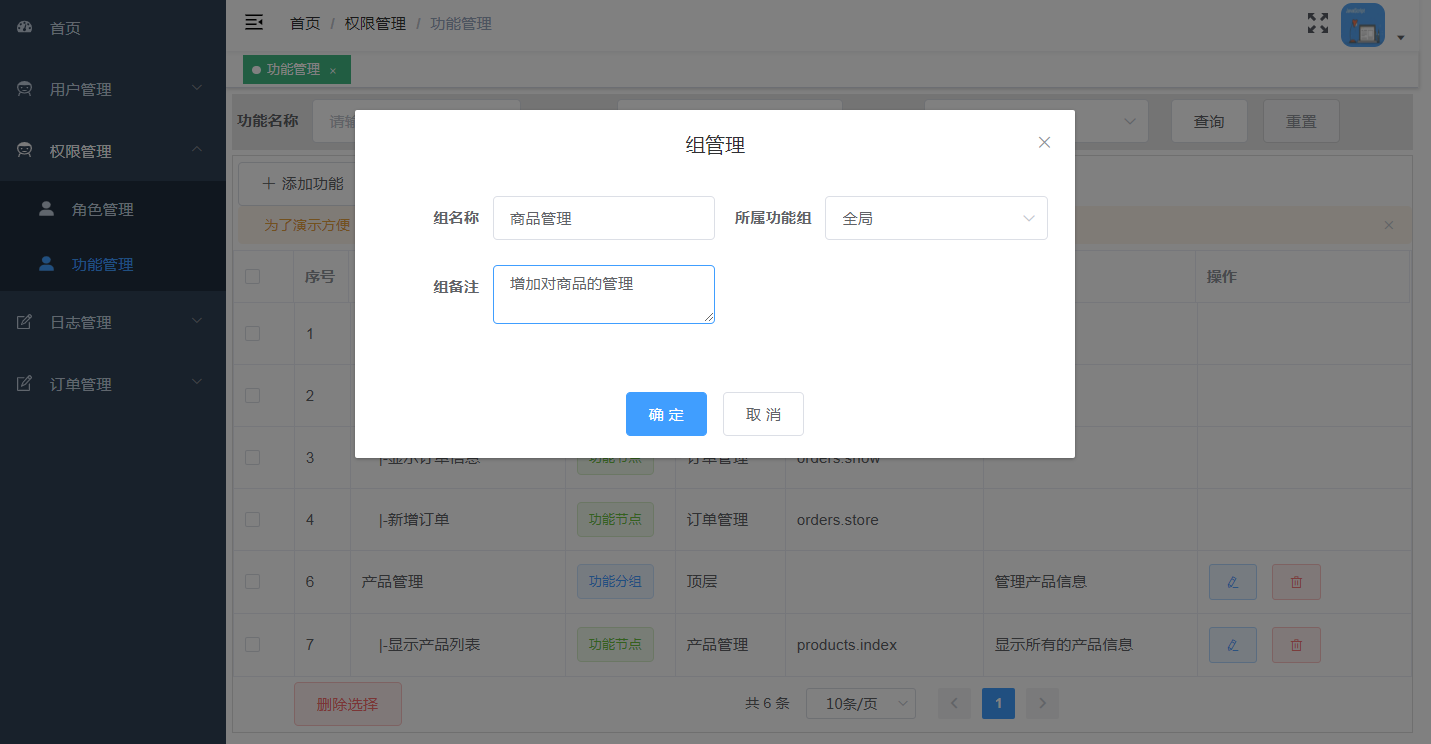 首页
用户管理
权限管理
角色管理
功能管理
日志管理
订单管理
首页 / 权限管理 / 功能管理
功能管理 ×
功能名称 请输 查询 重置
添加功能
为了演示方便
组管理
组名称 商品管理 所属功能组 全局
组备注 增加对商品的管理
确 定 取 消
序号 操作
1
2
3 |-显示订单信息 功能节点 订单管理 orders.show
4 |-新增订单 功能节点 订单管理 orders.store
6 产品管理 功能分组 顶层 管理产品信息
7 |-显示产品列表 功能节点 产品管理 products.index 显示所有的产品信息
删除选择 共 6 条 10条/页 1